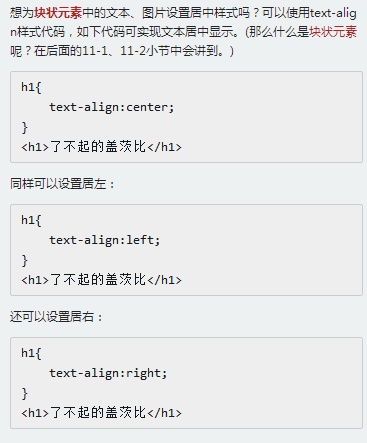 想为块状元素中的文本、图片设置居中样式吗？可以使用text-alig
n样式代码，如下代码可实现文本居中显示。(那么什么是块状元素
呢？在后面的11-1、11-2小节中会讲到。)
h1{
    text-align:center;
}
<h1>了不起的盖茨比</h1>
同样可以设置居左：
h1{
    text-align:left;
}
<h1>了不起的盖茨比</h1>
还可以设置居右：
h1{
    text-align:right;
}
<h1>了不起的盖茨比</h1>